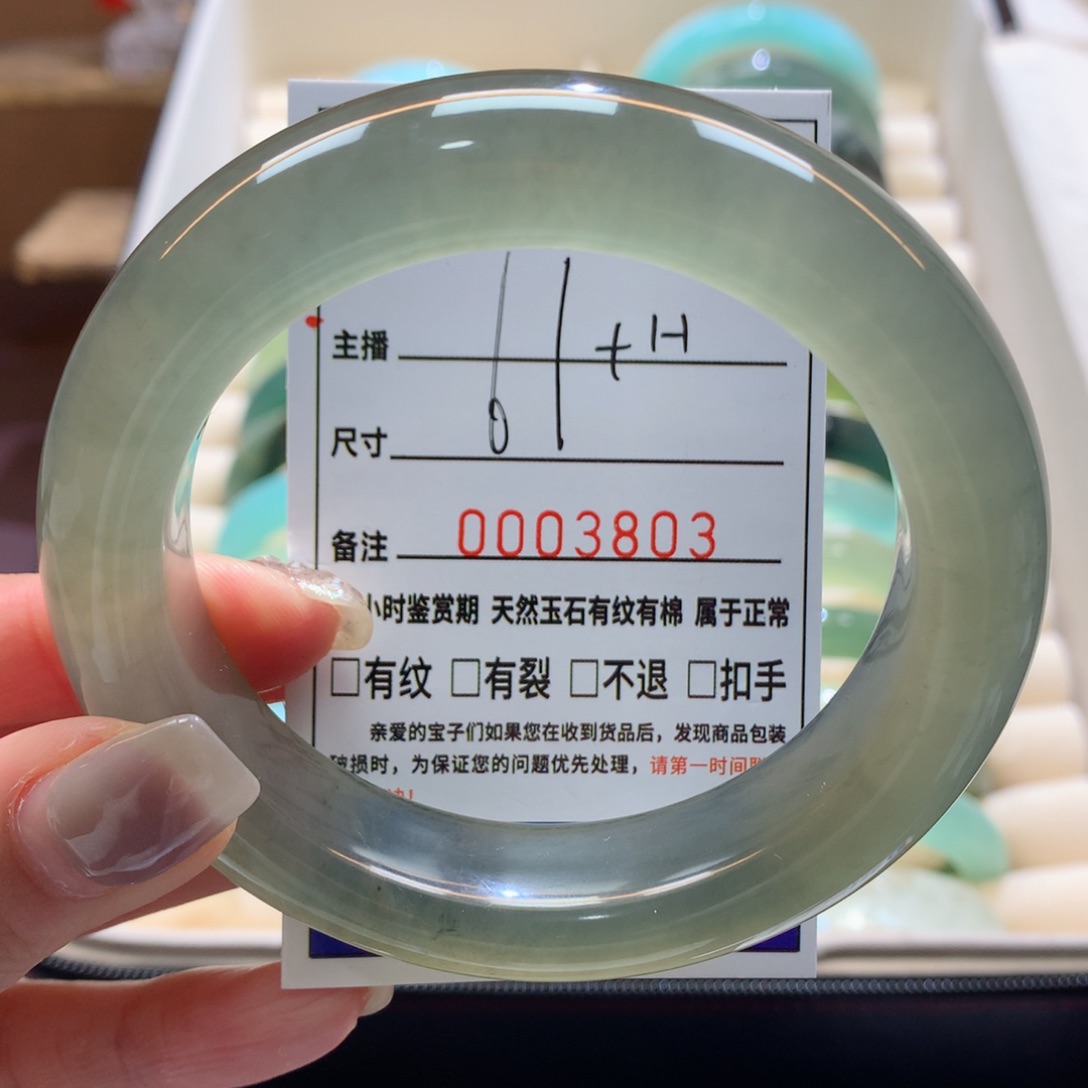 主播
尺寸
备注 0003803
小时鉴赏期 天然玉石有纹有棉 属于正常
□有纹 □有裂 □不退 □扣手
亲爱的宝子们如果您在收到货品后，发现商品包装
破损时，为保证您的问题优先处理，请第一时间